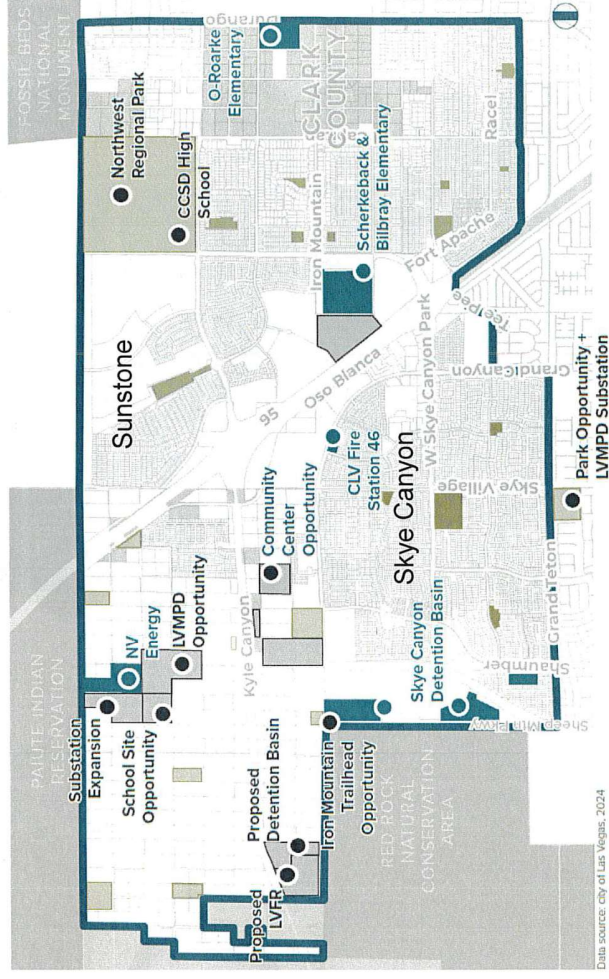 FOSSIL BEDS
NATIONAL
MONUMENT
Durango
O-Roarke
Elementary
CLARK
COUNTY
Northwest
Regional Park
CCSD High
School
Racel
Iron Mountain
Scherkeback &
Bilbray Elementary
Fort Apache
Sunstone
95
Oso Blanca
Tee Pee
W Skye Canyon Park
Grand Canyon
CLV Fire
Station 46
Skye Canyon
Skye Village
Park Opportunity +
LVMPD Substation
PAIUTE INDIAN
RESERVATION
NV
Energy
LVMPD
Opportunity
Community
Center
Opportunity
Kyle Canyon
Substation
Expansion
School Site
Opportunity
Skye Canyon
Detention Basin
Grand Teton
Shaumber
Sheep Mtn Pkwy
Proposed
Detention Basin
Iron Mountain
Trailhead
Opportunity
Proposed
LVFR
RED ROCK
NATURAL
CONSERVATION
AREA
Data source: city of Las Vegas, 2024